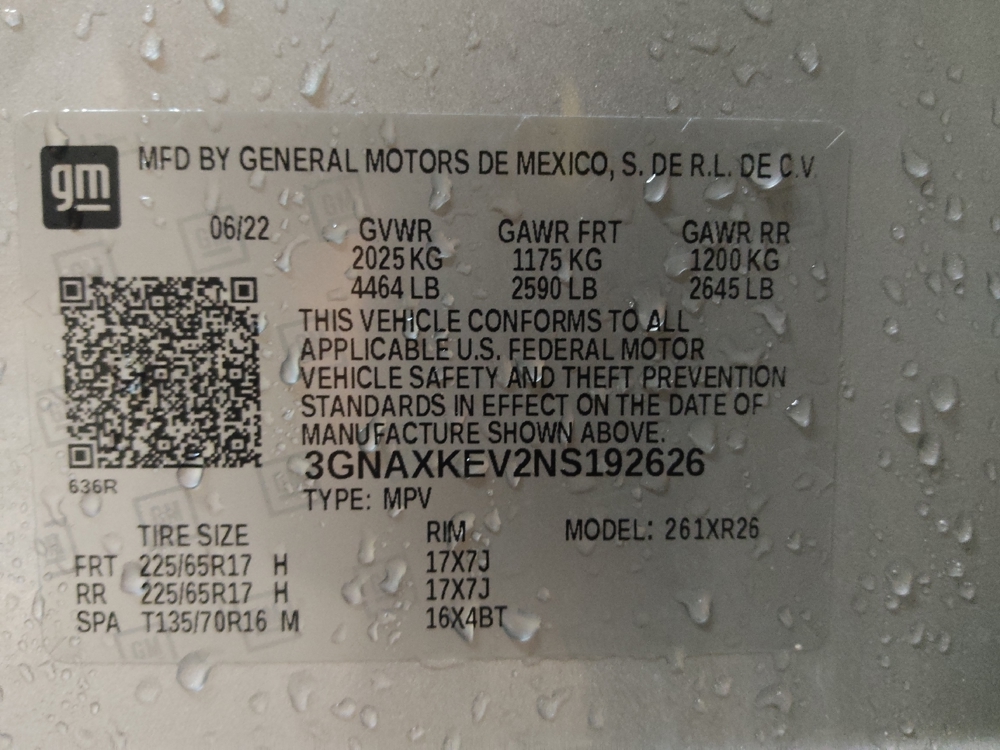 gm
MFD BY GENERAL MOTORS DE MEXICO, S. DE R.L. DE C.V.
06/22 GVWR GAWR FRT GAWR RR
2025 KG 1175 KG 1200 KG
4464 LB 2590 LB 2645 LB
THIS VEHICLE CONFORMS TO ALL
APPLICABLE U.S. FEDERAL MOTOR
VEHICLE SAFETY AND THEFT PREVENTION
STANDARDS IN EFFECT ON THE DATE OF
MANUFACTURE SHOWN ABOVE.
3GNAXKEV2NS192626
636R
TYPE: MPV
TIRE SIZE RIM MODEL: 261XR26
FRT 225/65R17 H 17X7J
RR 225/65R17 H 17X7J
SPA T135/70R16 M 16X4BT